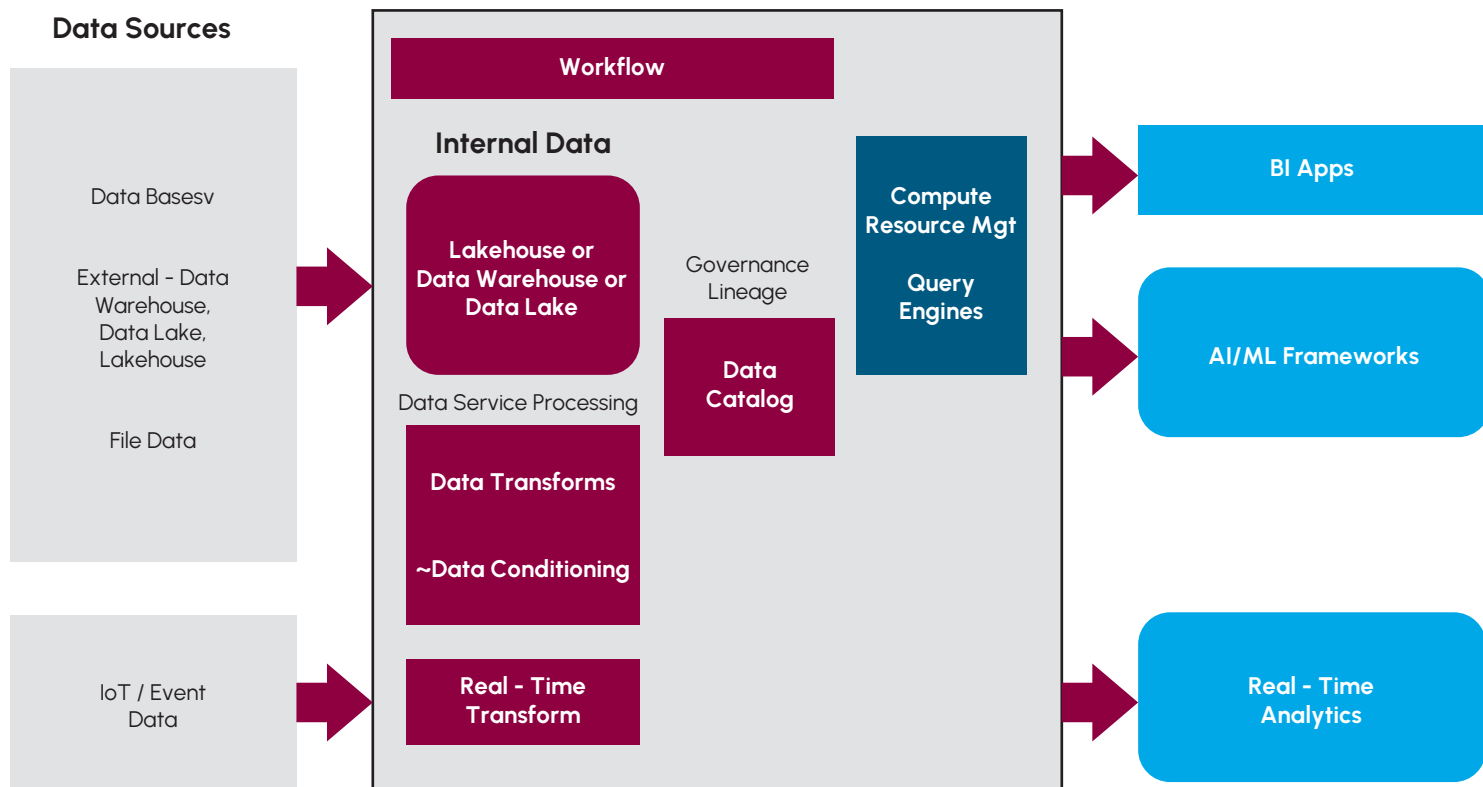 Data Sources
Data Basesv
External - Data
Warehouse,
Data Lake,
Lakehouse
File Data
IoT / Event
Data
Workflow
Internal Data
Lakehouse or
Data Warehouse or
Data Lake
Data Service Processing
Data Transforms
~Data Conditioning
Real - Time
Transform
Governance
Lineage
Data
Catalog
Compute
Resource Mgt
Query
Engines
BI Apps
AI/ML Frameworks
Real - Time
Analytics